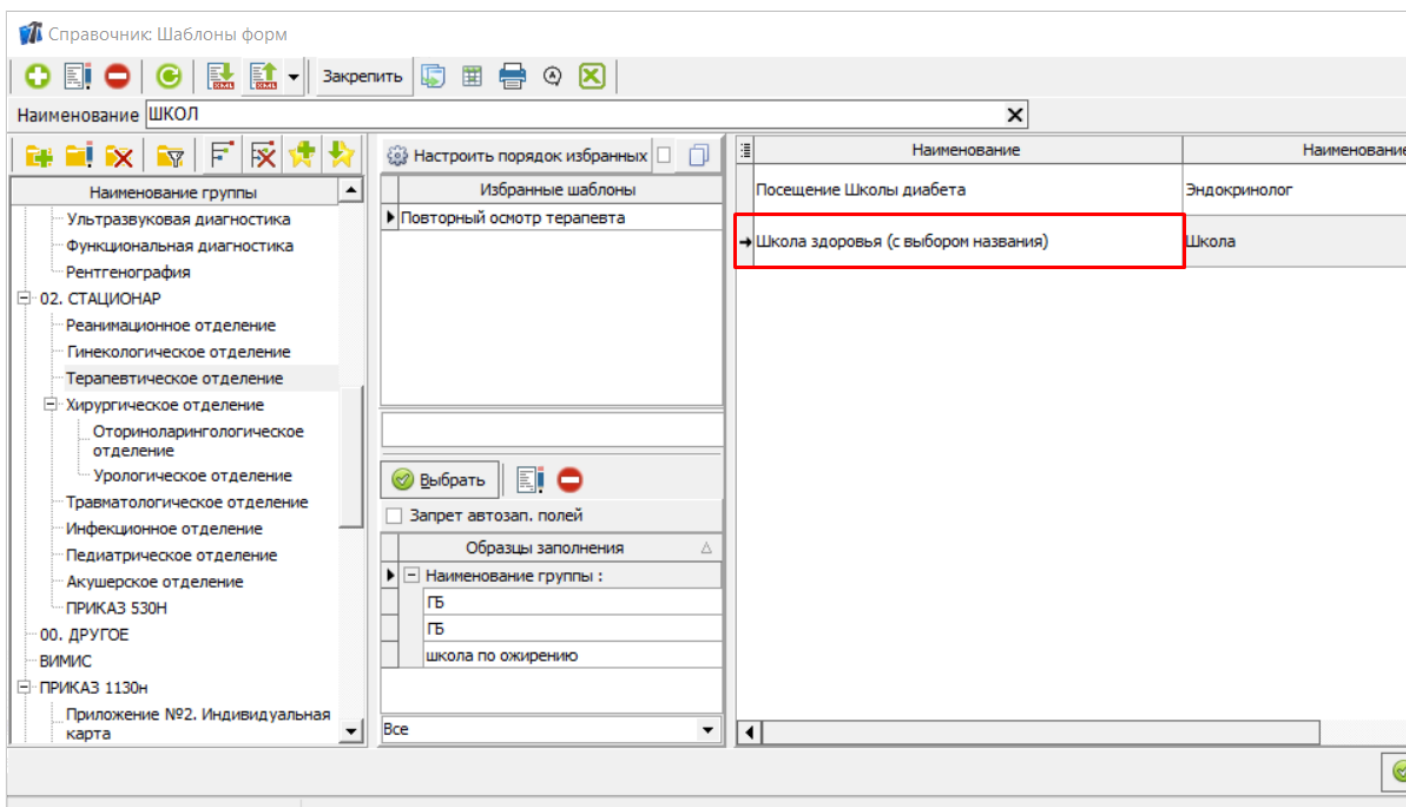 Справочник: Шаблоны форм
Закрепить
Наименование ШКОЛ
Настроить порядок избранных
Наименование группы
Ультразвуковая диагностика
Функциональная диагностика
Рентгенография
02. СТАЦИОНАР
Реанимационное отделение
Гинекологическое отделение
Терапевтическое отделение
Хирургическое отделение
Оториноларингологическое
отделение
Урологическое отделение
Травматологическое отделение
Инфекционное отделение
Педиатрическое отделение
Акушерское отделение
ПРИКАЗ 530Н
00. ДРУГОЕ
ВИМИС
ПРИКАЗ 1130н
Приложение №2. Индивидуальная
карта
Избранные шаблоны
Повторный осмотр терапевта
Выбрать
Запрет автозап. полей
Образцы заполнения
Наименование группы :
ГБ
ГБ
школа по ожирению
Все
Наименование Наименование
Посещение Школы диабета Эндокринолог
Школа здоровья (с выбором названия) Школа